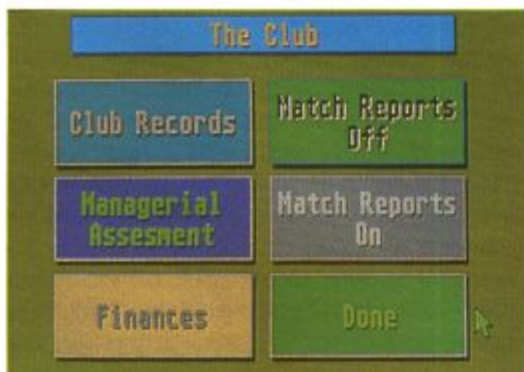 The Club
Club Records
Match Reports
Off
Managerial
Assesment
Match Reports
On
Finances
Done